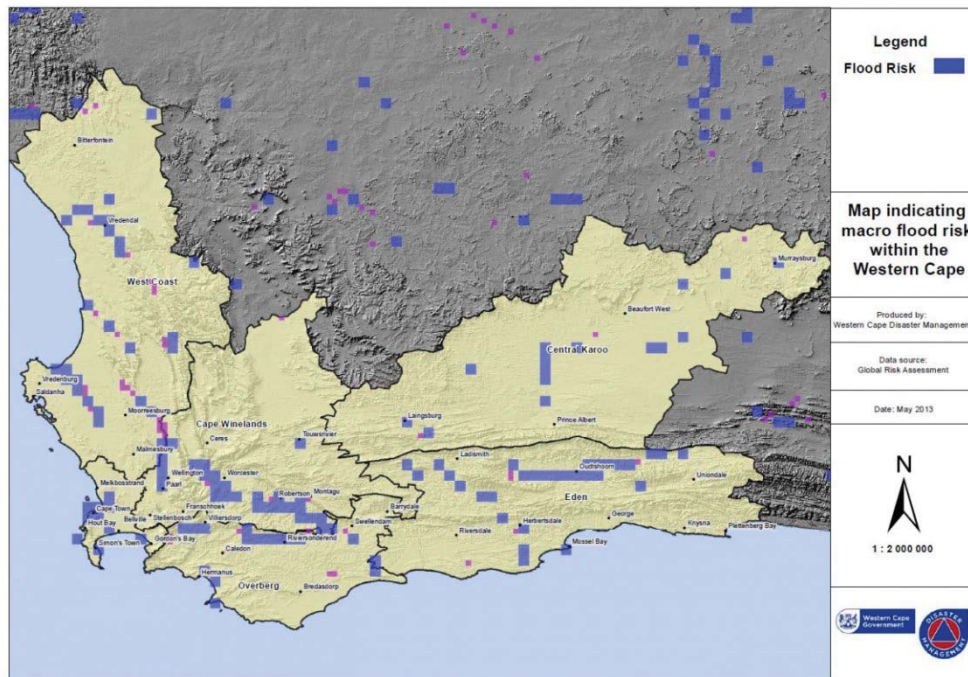 Legend
Flood Risk
Map indicating
macro flood risk
within the
Western Cape
Produced by:
Western Cape Disaster Management
Data source:
Global Risk Assessment
Date: May 2013
N
1 : 2 000 000
Western Cape
Government
DISASTER
MANAGEMENT
Bitterfontein
Vredendal
West Coast
Murraysburg
Beaufort West
Central Karoo
Vredenburg
Saldanha
Moorreesburg
Laingsburg
Prince Albert
Cape Winelands
Ceres
Touwsrivier
Malmesbury
Ladismith
Melkbosstrand
Wellington
Worcester
Oudtshoorn
Paarl
Uniondale
Robertson
Montagu
Eden
Cape Town
Franschhoek
Barrydale
Bellville
Stellenbosch
Villiersdorp
Swellendam
George
Hout Bay
Herbertsdale
Knysna
Plettenberg Bay
Simon's Town
Gordon's Bay
Riviersonderend
Riversdale
Caledon
Mossel Bay
Hermanus
Overberg
Bredasdorp